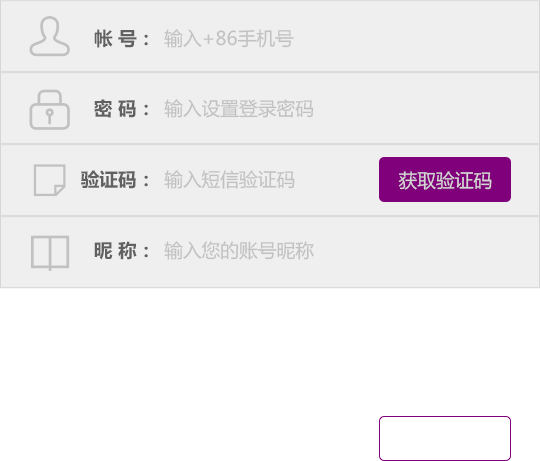 帐 号： 输入+86手机号
密 码： 输入设置登录密码
验证码： 输入短信验证码 获取验证码
昵 称： 输入您的账号昵称